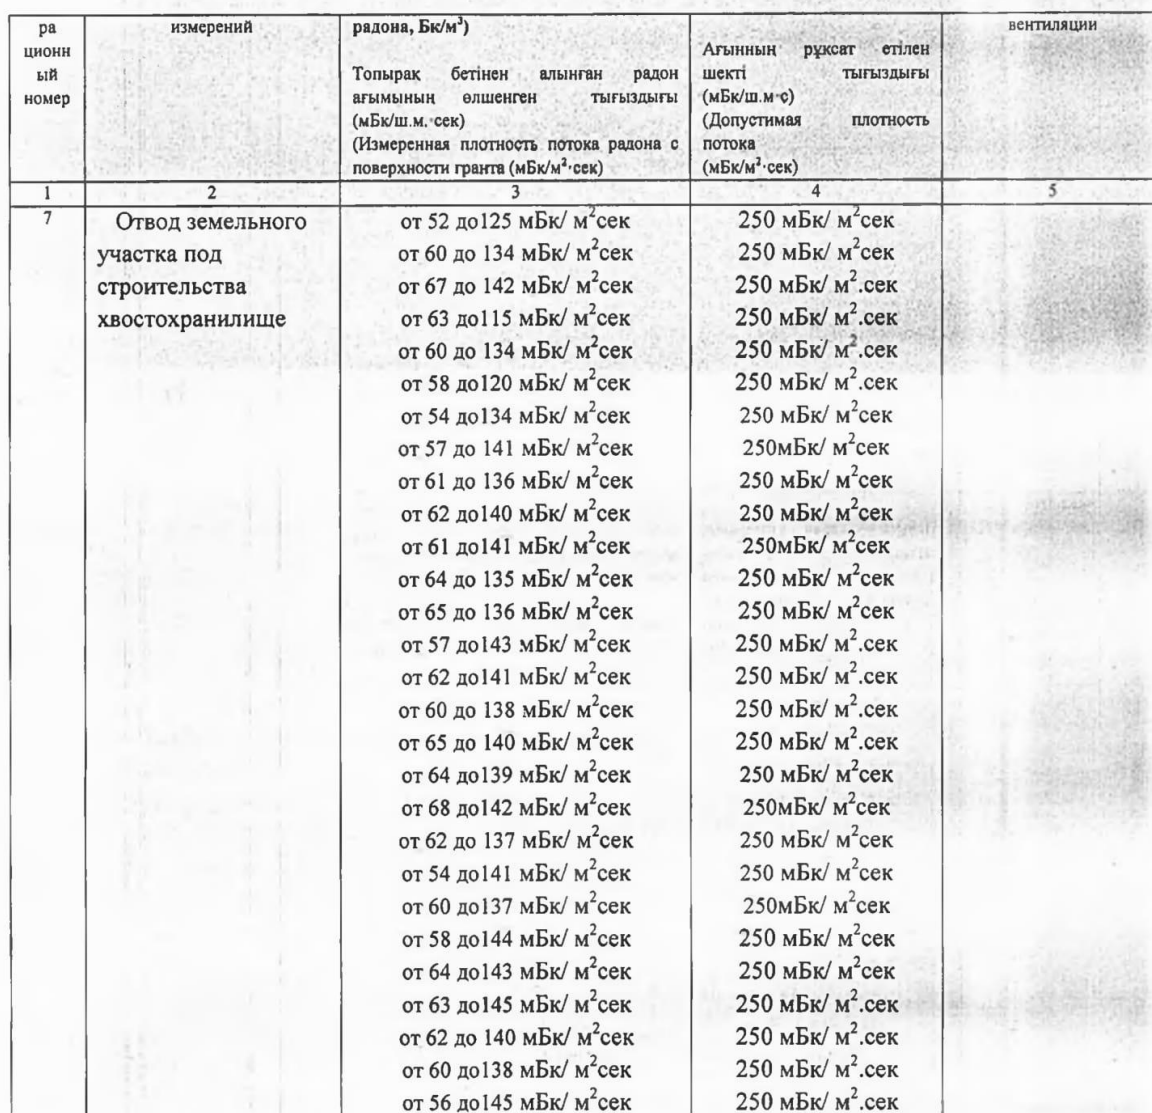 ра
ционн
ый
номер
измерений
радона, Бк/м³)
Топырақ бетінен алынған радон
ағымының өлшенген тығыздығы
(мБк/ш.м.·сек)
(Измеренная плотность потока радона с
поверхности гранта (мБк/м²·сек)
Ағынның рұқсат етілен
шекті тығыздығы
(мБк/ш.м·с)
(Допустимая плотность
потока
(мБк/м²·сек)
вентиляции
1 2 3 4 5
7 Отвод земельного от 52 до125 мБк/ м²сек 250 мБк/ м²сек
участка под от 60 до 134 мБк/ м²сек 250 мБк/ м²сек
строительства от 67 до 142 мБк/ м²сек 250 мБк/ м².сек
хвостохранилище от 63 до115 мБк/ м²сек 250 мБк/ м².сек
от 60 до 134 мБк/ м²сек 250 мБк/ м².сек
от 58 до120 мБк/ м²сек 250 мБк/ м².сек
от 54 до134 мБк/ м²сек 250 мБк/ м²сек
от 57 до 141 мБк/ м²сек 250мБк/ м²сек
от 61 до 136 мБк/ м²сек 250 мБк/ м²сек
от 62 до140 мБк/ м²сек 250 мБк/ м²сек
от 61 до141 мБк/ м²сек 250мБк/ м²сек
от 64 до 135 мБк/ м²сек 250 мБк/ м²сек
от 65 до 136 мБк/ м²сек 250 мБк/ м²сек
от 57 до143 мБк/ м²сек 250 мБк/ м².сек
от 62 до141 мБк/ м²сек 250 мБк/ м².сек
от 60 до 138 мБк/ м²сек 250 мБк/ м².сек
от 65 до 140 мБк/ м²сек 250 мБк/ м².сек
от 64 до139 мБк/ м²сек 250 мБк/ м².сек
от 68 до142 мБк/ м²сек 250мБк/ м²сек
от 62 до 137 мБк/ м²сек 250 мБк/ м²сек
от 54 до141 мБк/ м²сек 250 мБк/ м²сек
от 60 до137 мБк/ м²сек 250мБк/ м²сек
от 58 до144 мБк/ м²сек 250 мБк/ м²сек
от 64 до143 мБк/ м²сек 250 мБк/ м²сек
от 63 до145 мБк/ м²сек 250 мБк/ м².сек
от 62 до 140 мБк/ м²сек 250 мБк/ м².сек
от 60 до138 мБк/ м²сек 250 мБк/ м².сек
от 56 до145 мБк/ м²сек 250 мБк/ м².сек